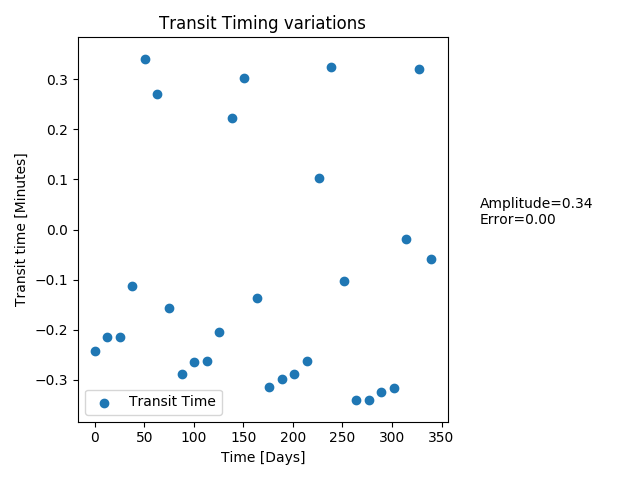 Transit Timing variations
Transit time [Minutes]
0.3
0.2
0.1
0.0
−0.1
−0.2
−0.3
Transit Time
0
50
100
150
200
250
300
350
Time [Days]
Amplitude=0.34
Error=0.00